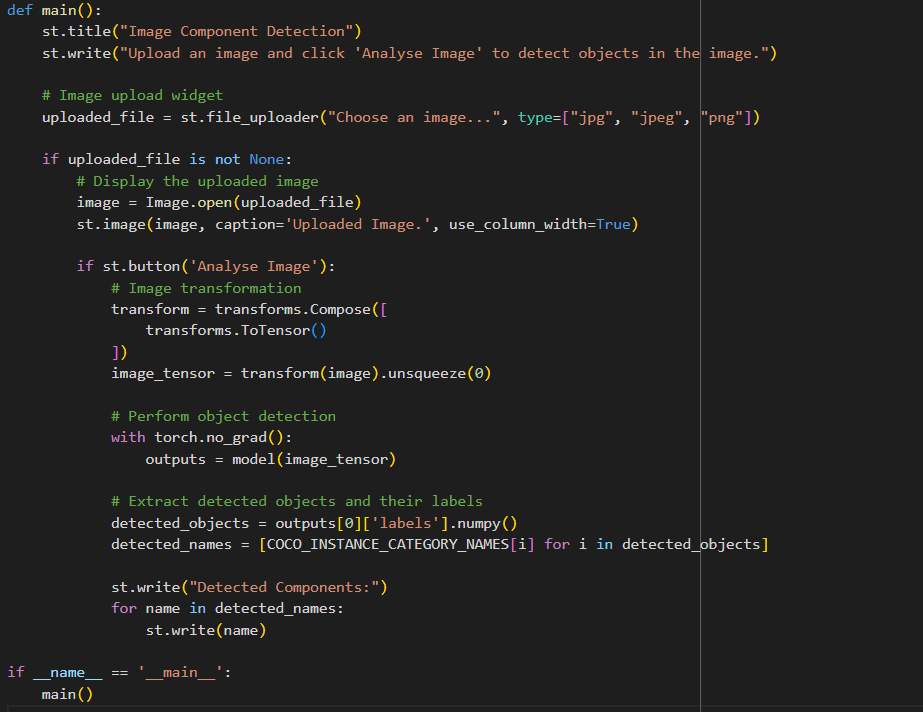 def main():
    st.title("Image Component Detection")
    st.write("Upload an image and click 'Analyse Image' to detect objects in the image.")

    # Image upload widget
    uploaded_file = st.file_uploader("Choose an image...", type=["jpg", "jpeg", "png"])

    if uploaded_file is not None:
        # Display the uploaded image
        image = Image.open(uploaded_file)
        st.image(image, caption='Uploaded Image.', use_column_width=True)

        if st.button('Analyse Image'):
            # Image transformation
            transform = transforms.Compose([
                transforms.ToTensor()
            ])
            image_tensor = transform(image).unsqueeze(0)

            # Perform object detection
            with torch.no_grad():
                outputs = model(image_tensor)

            # Extract detected objects and their labels
            detected_objects = outputs[0]['labels'].numpy()
            detected_names = [COCO_INSTANCE_CATEGORY_NAMES[i] for i in detected_objects]

            st.write("Detected Components:")
            for name in detected_names:
                st.write(name)

if __name__ == '__main__':
    main()